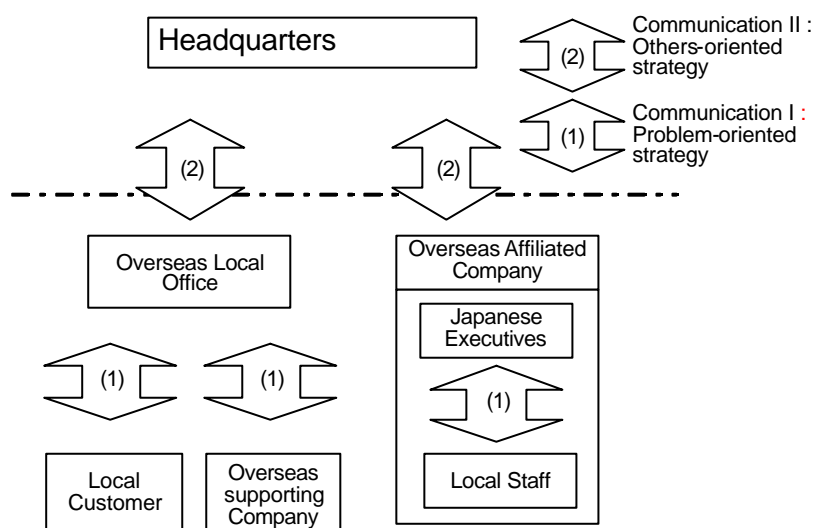 Headquarters
(2)
Communication II :
Others-oriented
strategy
(1)
Communication I :
Problem-oriented
strategy
(2)
(2)
Overseas Local
Office
Overseas Affiliated
Company
Japanese
Executives
(1)
(1)
(1)
Local
Customer
Overseas
supporting
Company
Local Staff